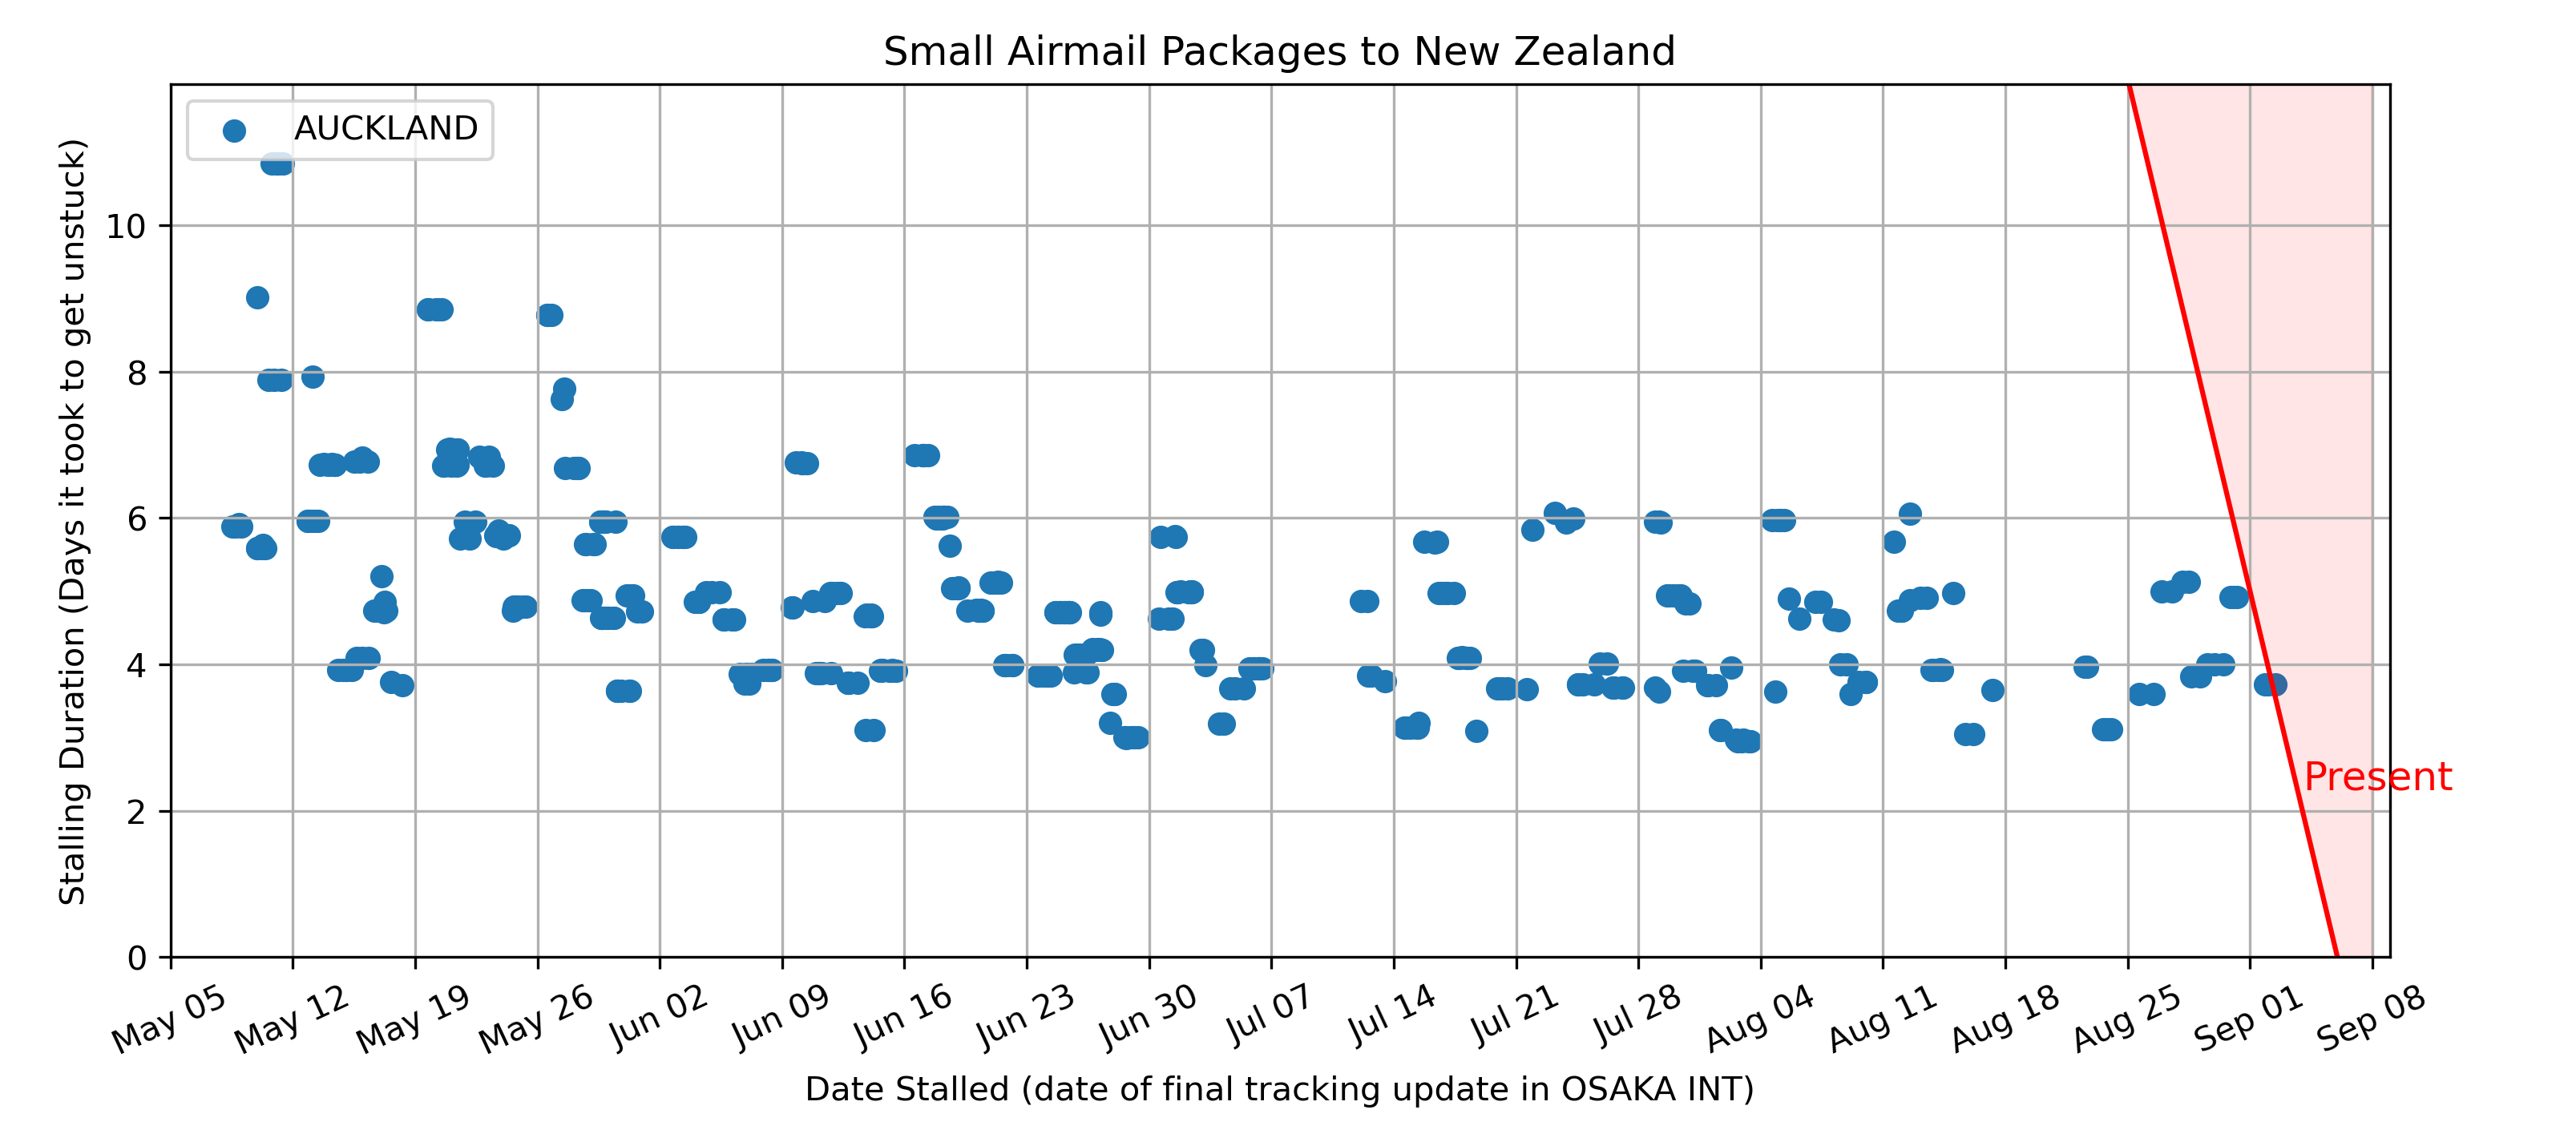 Small Airmail Packages to New Zealand
AUCKLAND
Stalling Duration (Days it took to get unstuck)
10
8
6
4
2
0
Present
May 05
May 12
May 19
May 26
Jun 02
Jun 09
Jun 16
Jun 23
Jun 30
Jul 07
Jul 14
Jul 21
Jul 28
Aug 04
Aug 11
Aug 18
Aug 25
Sep 01
Sep 08
Date Stalled (date of final tracking update in OSAKA INT)